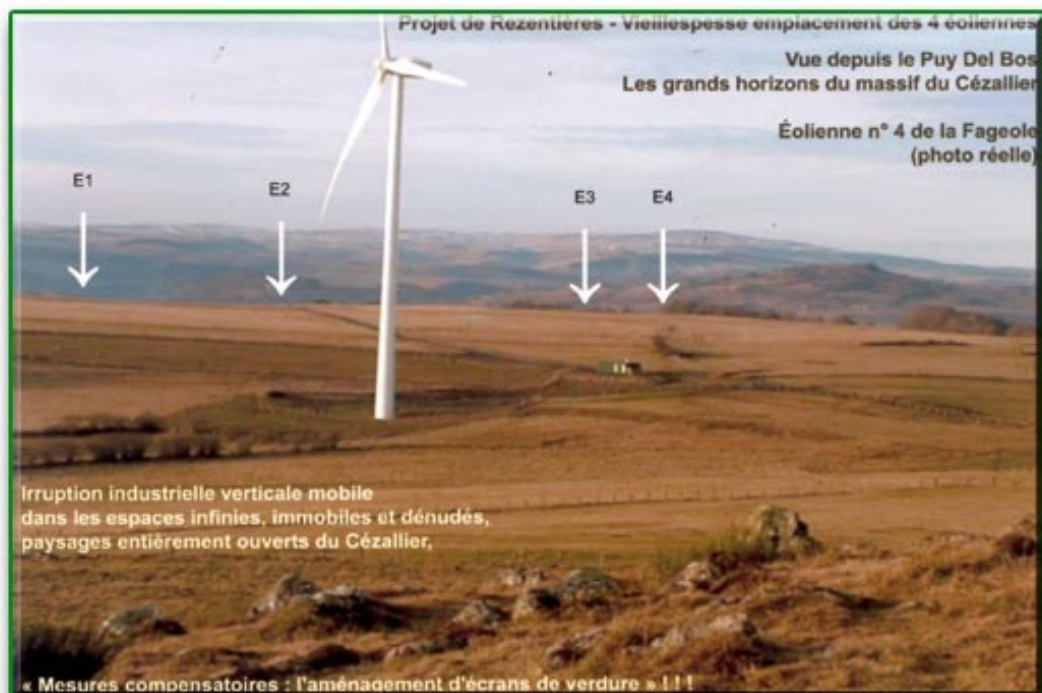 Projet de Rezentières - Vieillespesse emplacement des 4 éoliennes
Vue depuis le Puy Del Bos
Les grands horizons du massif du Cézallier
Éolienne n° 4 de la Fageole
(photo réelle)
E1
E2
E3
E4
Irruption industrielle verticale mobile
dans les espaces infinies, immobiles et dénudés,
paysages entièrement ouverts du Cézallier,
« Mesures compensatoires : l'aménagement d'écrans de verdure » ! ! !